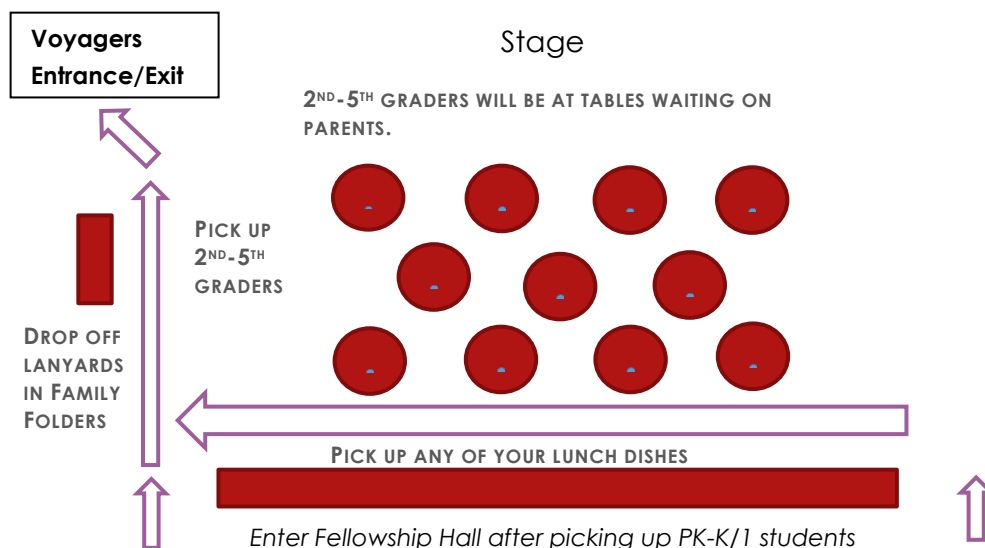 Voyagers
Entrance/Exit
Stage
2ND-5TH GRADERS WILL BE AT TABLES WAITING ON
PARENTS.
PICK UP
2ND-5TH
GRADERS
DROP OFF
LANYARDS
IN FAMILY
FOLDERS
PICK UP ANY OF YOUR LUNCH DISHES
Enter Fellowship Hall after picking up PK-K/1 students